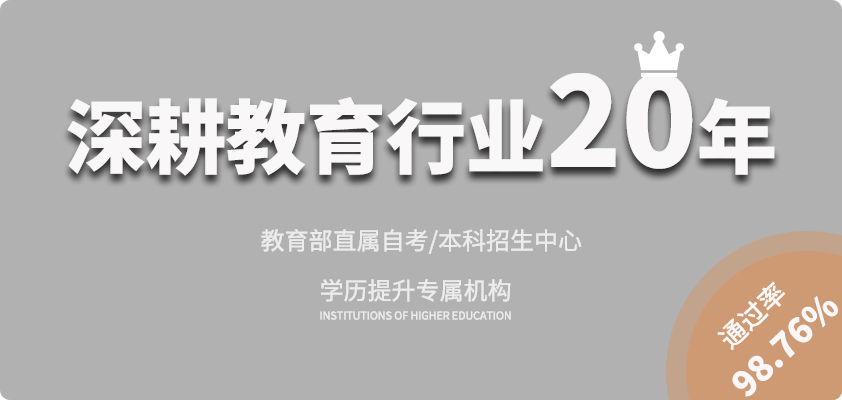 深耕教育行业20年
教育部直属自考/本科招生中心
学历提升专属机构
INSTITUTIONS OF HIGHER EDUCATION
通过率
98.76%